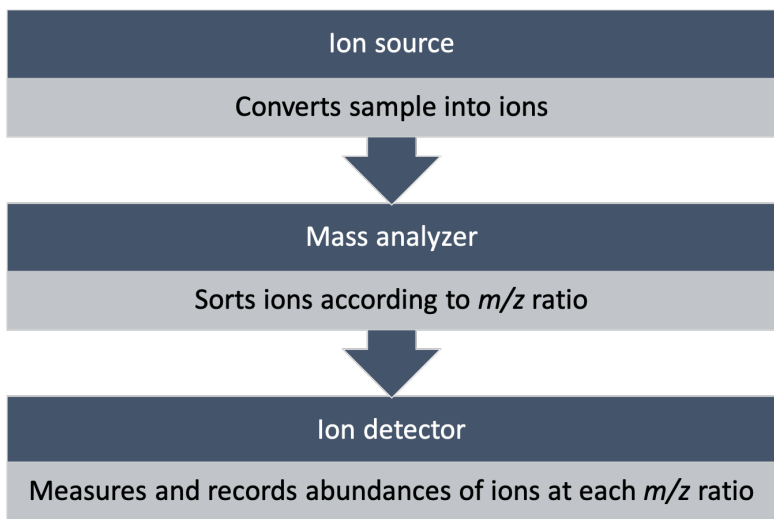 Ion source
Converts sample into ions
Mass analyzer
Sorts ions according to m/z ratio
Ion detector
Measures and records abundances of ions at each m/z ratio